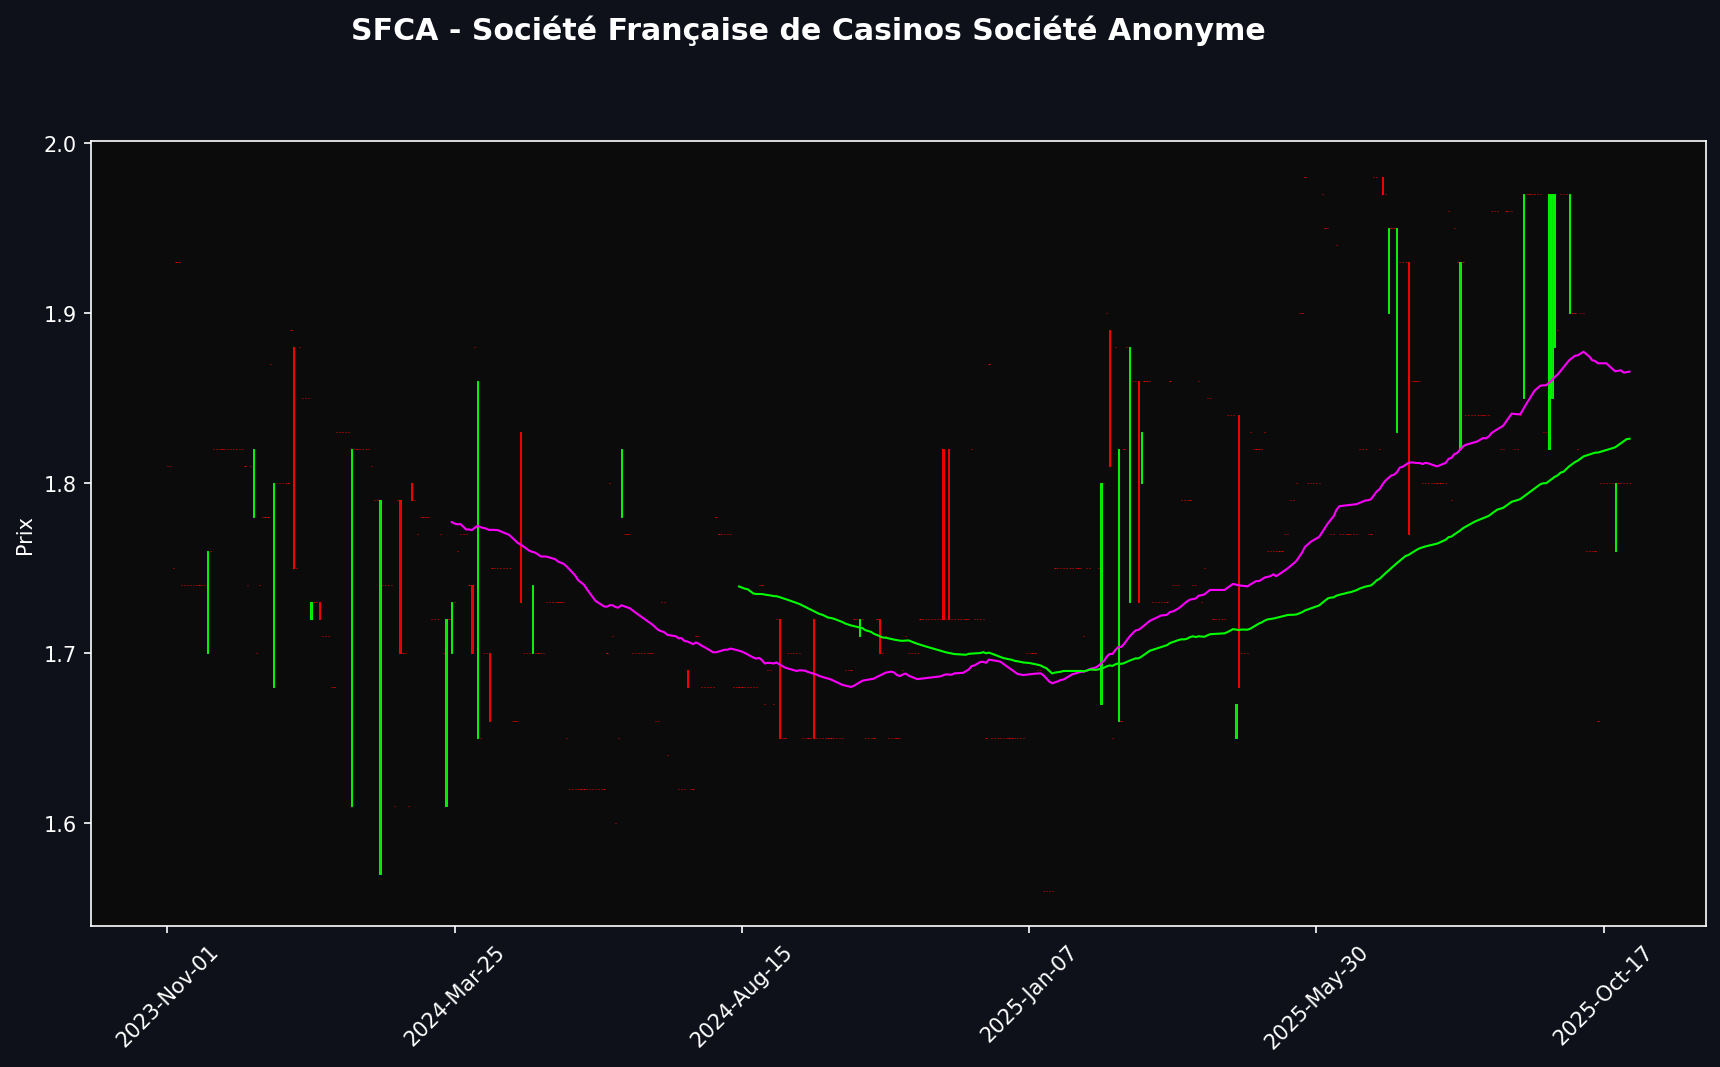 SFCA - Société Française de Casinos Société Anonyme
2.0
1.9
1.8
1.7
1.6
Prix
2023-Nov-01
2024-Mar-25
2024-Aug-15
2025-Jan-07
2025-May-30
2025-Oct-17